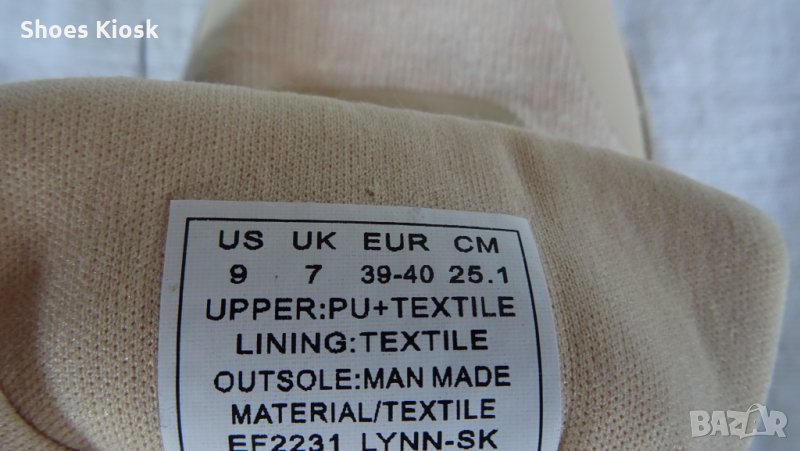 Shoes Kiosk
US UK EUR CM
9 7 39-40 25.1
UPPER:PU+TEXTILE
LINING:TEXTILE
OUTSOLE:MAN MADE
MATERIAL/TEXTILE
EF2231 LYNN-SK
BAZAR